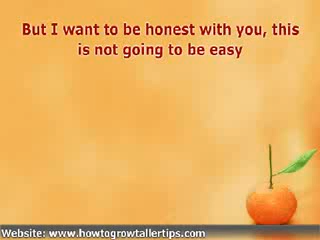 But I want to be honest with you, this
is not going to be easy
Website: www.howtogrowtallertips.com